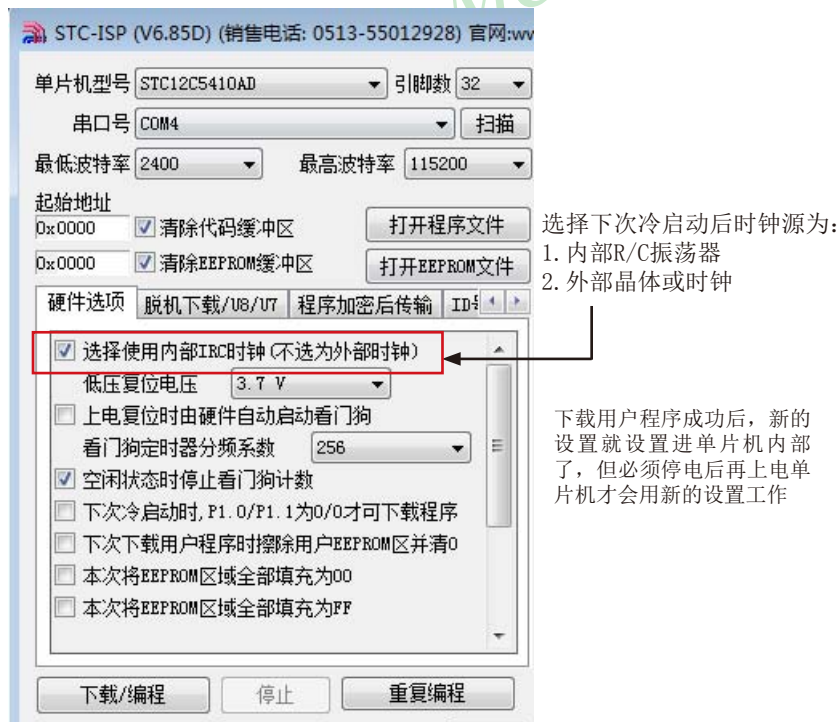 STC-ISP (V6.85D) (销售电话: 0513-55012928) 官网:ww
单片机型号 STC12C5410AD 引脚数 32
串口号 COM4 扫描
最低波特率 2400 最高波特率 115200
起始地址
0x0000 清除代码缓冲区 打开程序文件
0x0000 清除EEPROM缓冲区 打开EEPROM文件
硬件选项 脱机下载/U8/U7 程序加密后传输
选择使用内部IRC时钟(不选为外部时钟)
低压复位电压 3.7 V
上电复位时由硬件自动启动看门狗
看门狗定时器分频系数 256
空闲状态时停止看门狗计数
下次冷启动时,P1.0/P1.1为0/0才可下载程序
下次下载用户程序时擦除用户EEPROM区并清0
本次将EEPROM区域全部填充为00
本次将EEPROM区域全部填充为FF
下载/编程 停止 重复编程
选择下次冷启动后时钟源为:
1.内部R/C振荡器
2.外部晶体或时钟
下载用户程序成功后，新的
设置就设置进单片机内部
了，但必须停电后再上电单
片机才会用新的设置工作